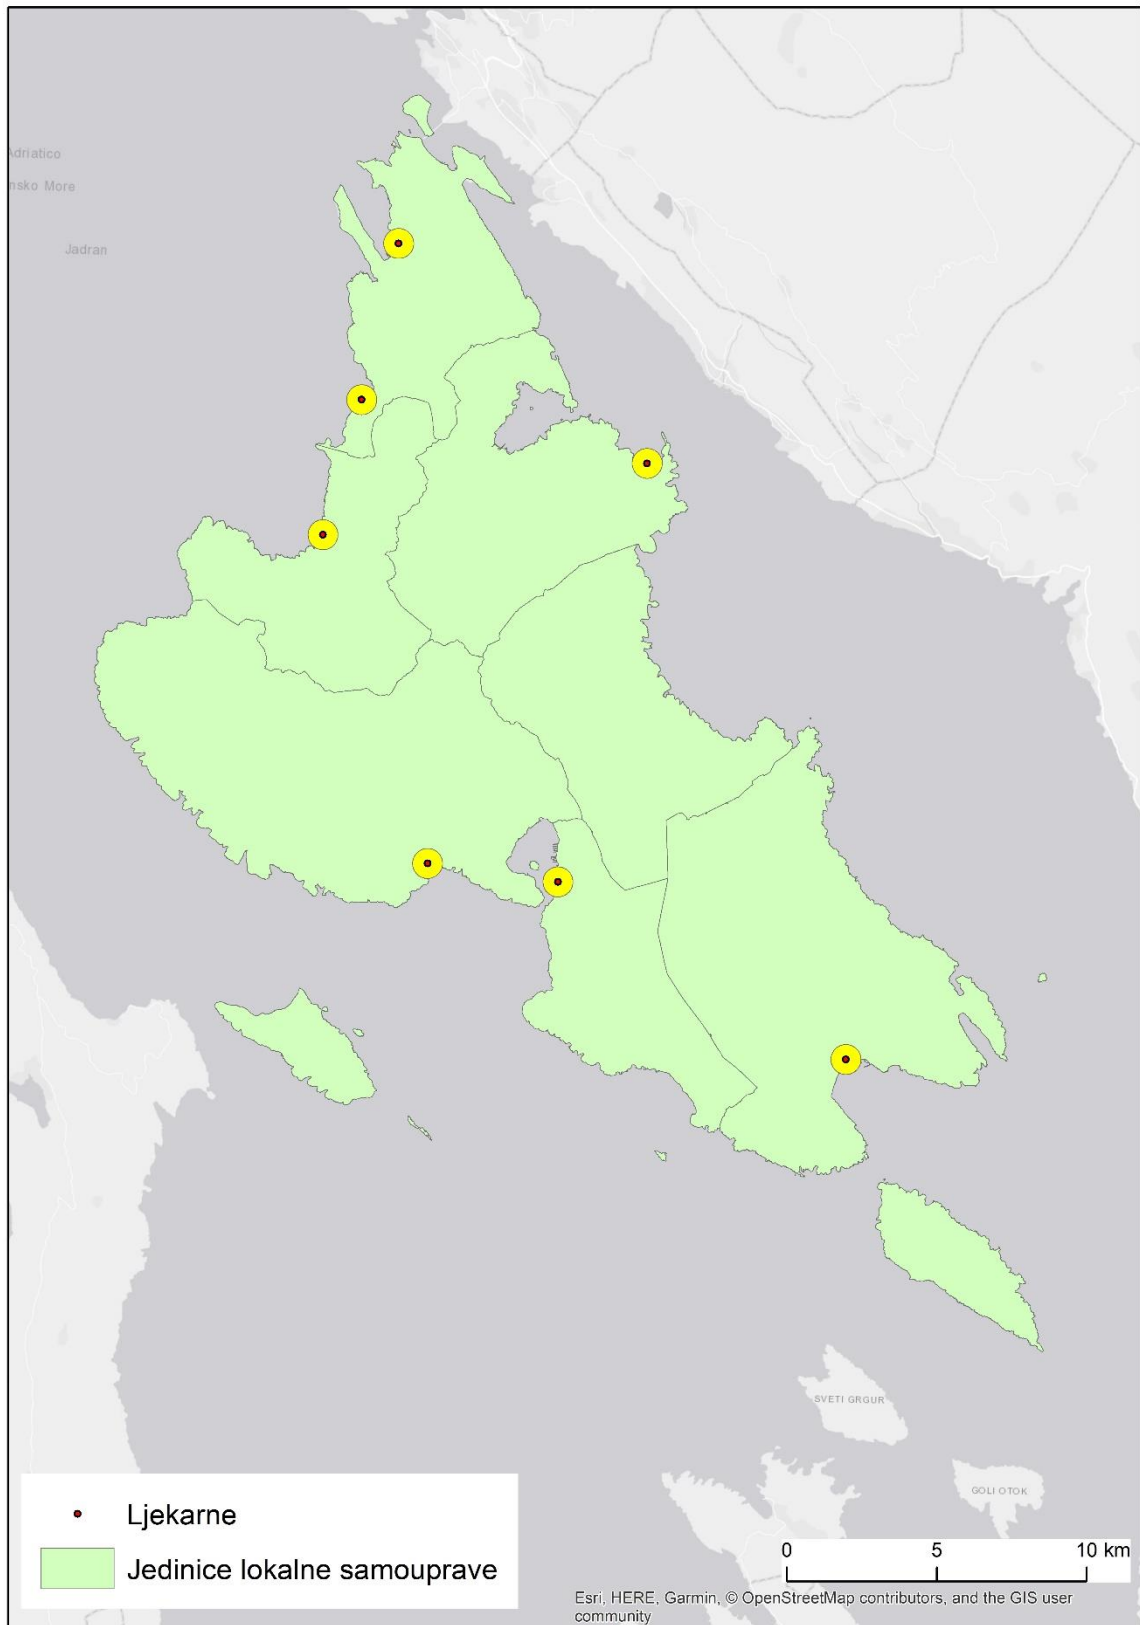 Adriatico
nsko More
Jadran
SVETI GRGUR
GOLI OTOK
Ljekarne
Jedinice lokalne samouprave
0 5 10 km
Esri, HERE, Garmin, © OpenStreetMap contributors, and the GIS user
community